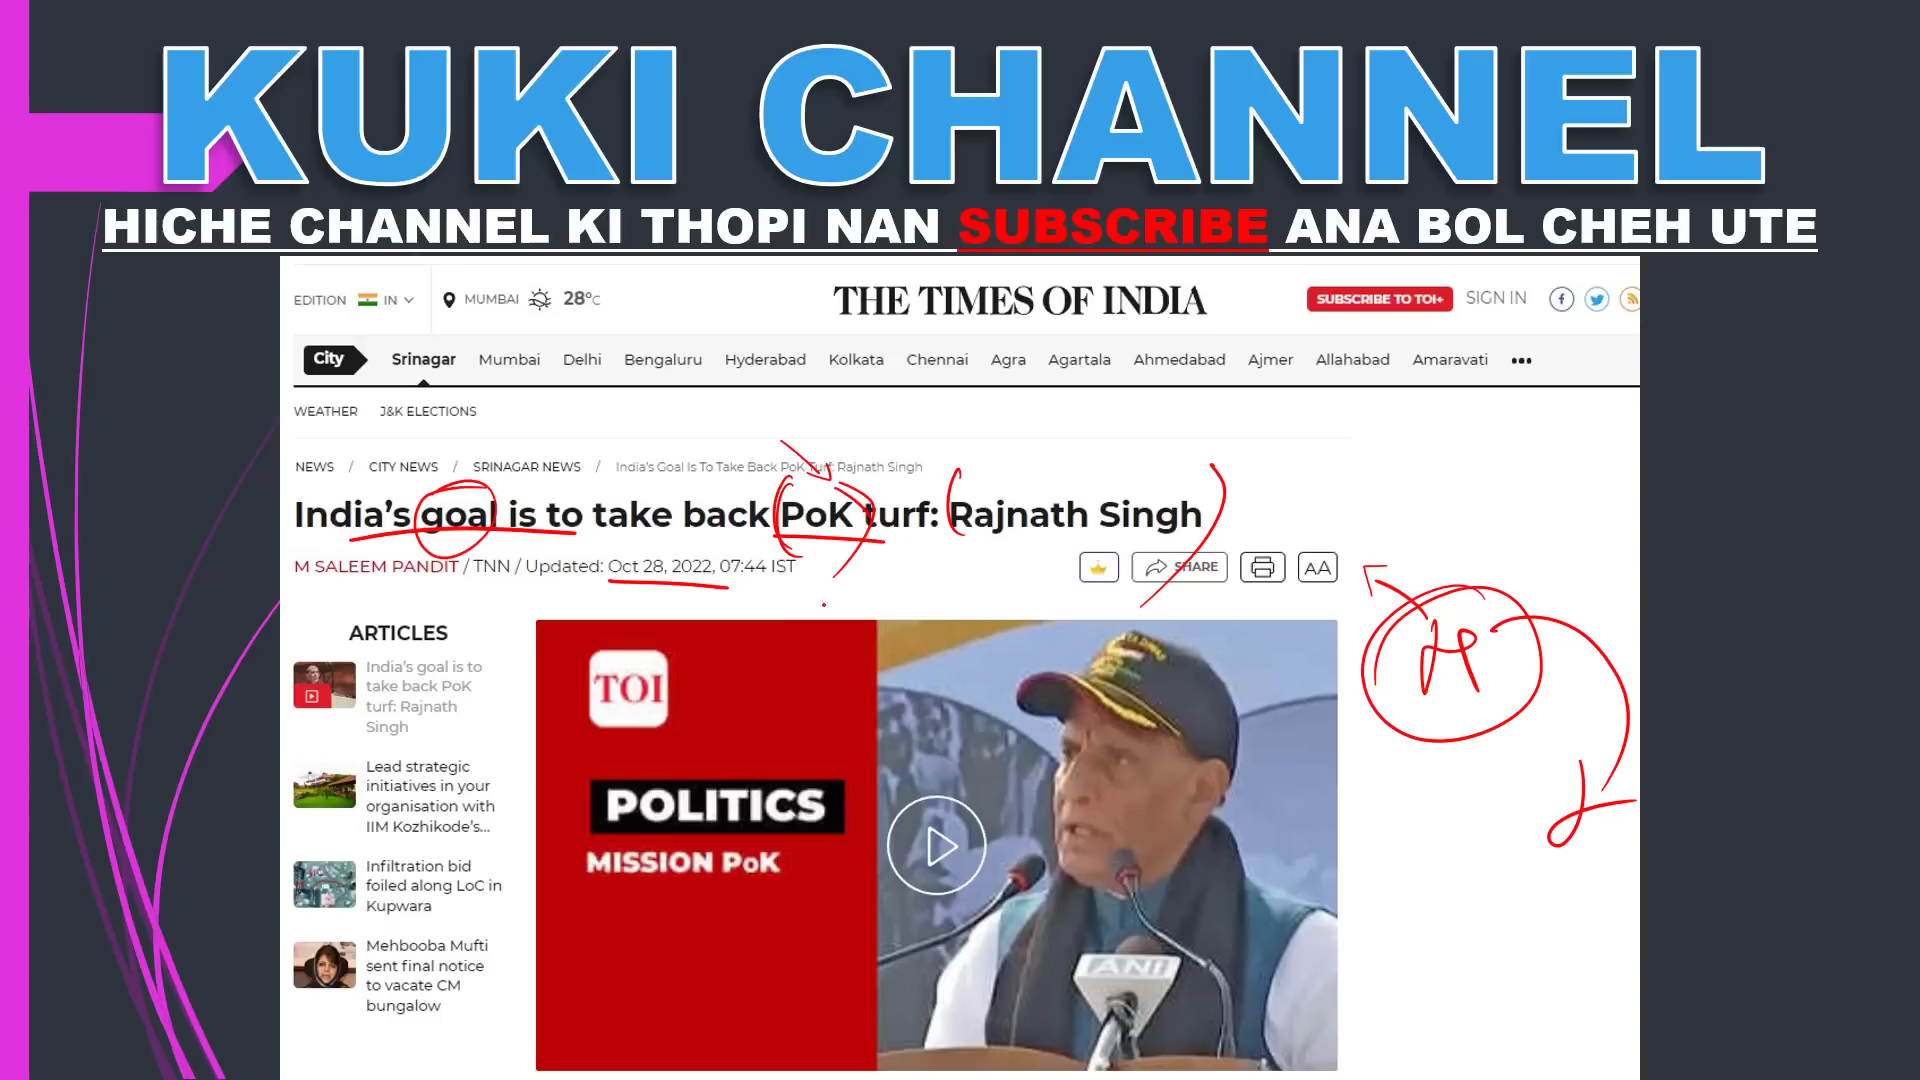 KUKI CHANNEL
HICHE CHANNEL KI THOPI NAN SUBSCRIBE ANA BOL CHEH UTE
EDITION IN MUMBAI 28°C THE TIMES OF INDIA SUBSCRIBE TO TOI+ SIGN IN
City Srinagar Mumbai Delhi Bengaluru Hyderabad Kolkata Chennai Agra Agartala Ahmedabad Ajmer Allahabad Amaravati •••
WEATHER J&K ELECTIONS
NEWS / CITY NEWS / SRINAGAR NEWS / India's Goal Is To Take Back PoK Turf: Rajnath Singh
India's goal is to take back PoK turf: Rajnath Singh
M SALEEM PANDIT / TNN / Updated: Oct 28, 2022, 07:44 IST
SHARE AA
ARTICLES
India's goal is to
take back PoK
turf: Rajnath
Singh
Lead strategic
initiatives in your
organisation with
IIM Kozhikode's...
Infiltration bid
foiled along LoC in
Kupwara
Mehbooba Mufti
sent final notice
to vacate CM
bungalow
TOI
POLITICS
MISSION PoK
ANI